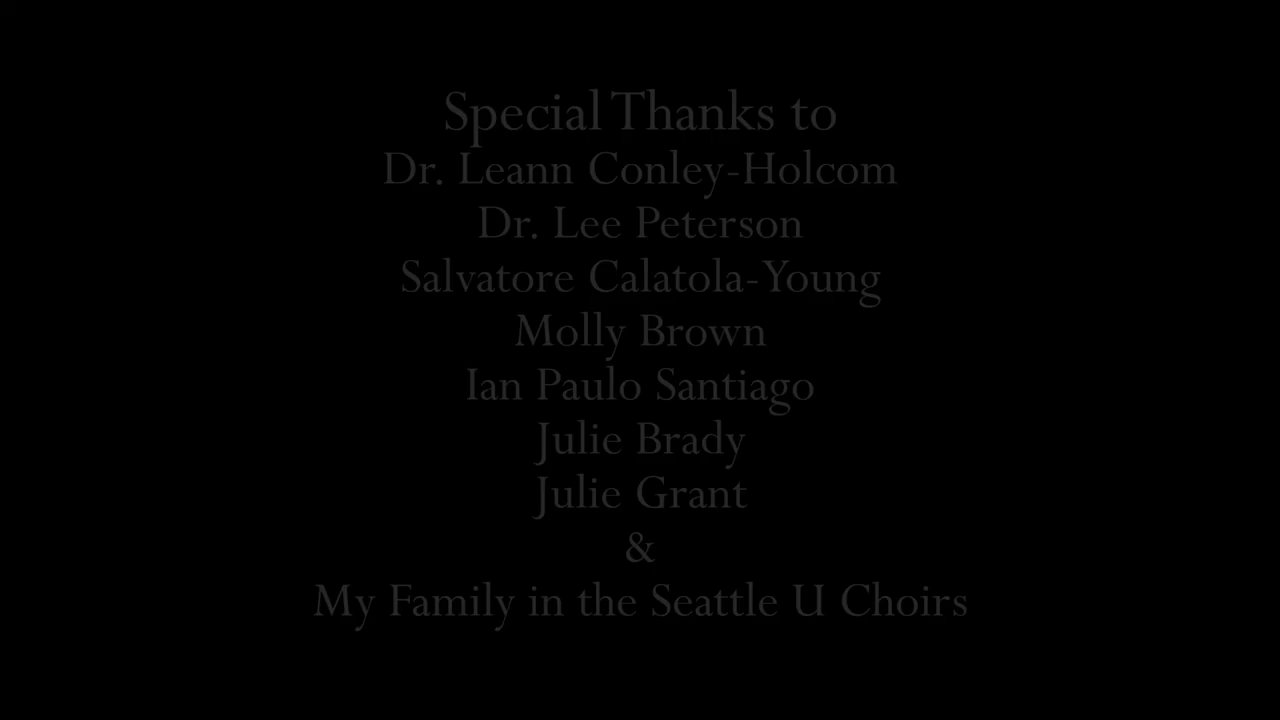 Special Thanks to
Dr. Leann Conley-Holcom
Dr. Lee Peterson
Salvatore Calatola-Young
Molly Brown
Ian Paulo Santiago
Julie Brady
Julie Grant
&
My Family in the Seattle U Choirs